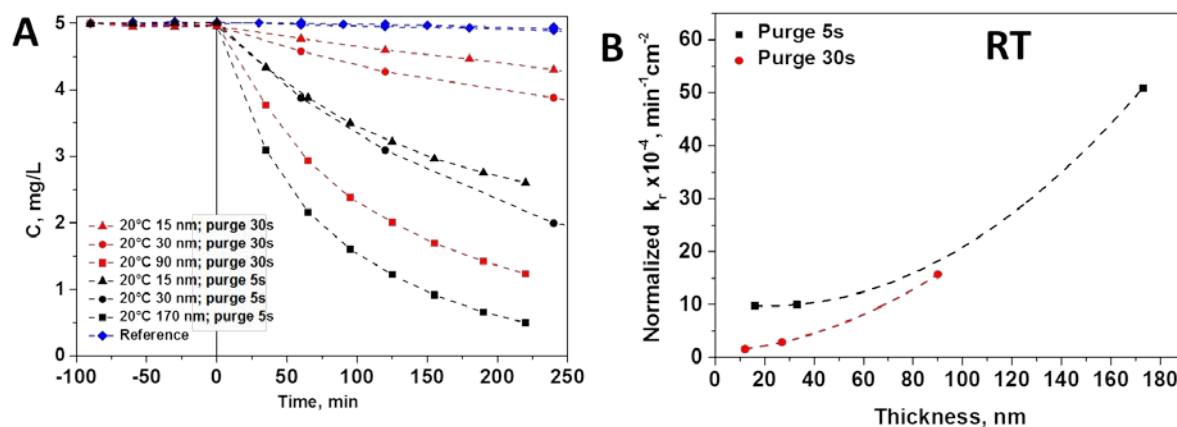 A
C, mg/L
5
4
3
2
1
0
20°C 15 nm; purge 30s
20°C 30 nm; purge 30s
20°C 90 nm; purge 30s
20°C 15 nm; purge 5s
20°C 30 nm; purge 5s
20°C 170 nm; purge 5s
Reference
-100 -50 0 50 100 150 200 250
Time, min
B
RT
Purge 5s
Purge 30s
Normalized kr x10⁻⁴, min⁻¹cm⁻²
60
50
40
30
20
10
0
0 20 40 60 80 100 120 140 160 180
Thickness, nm